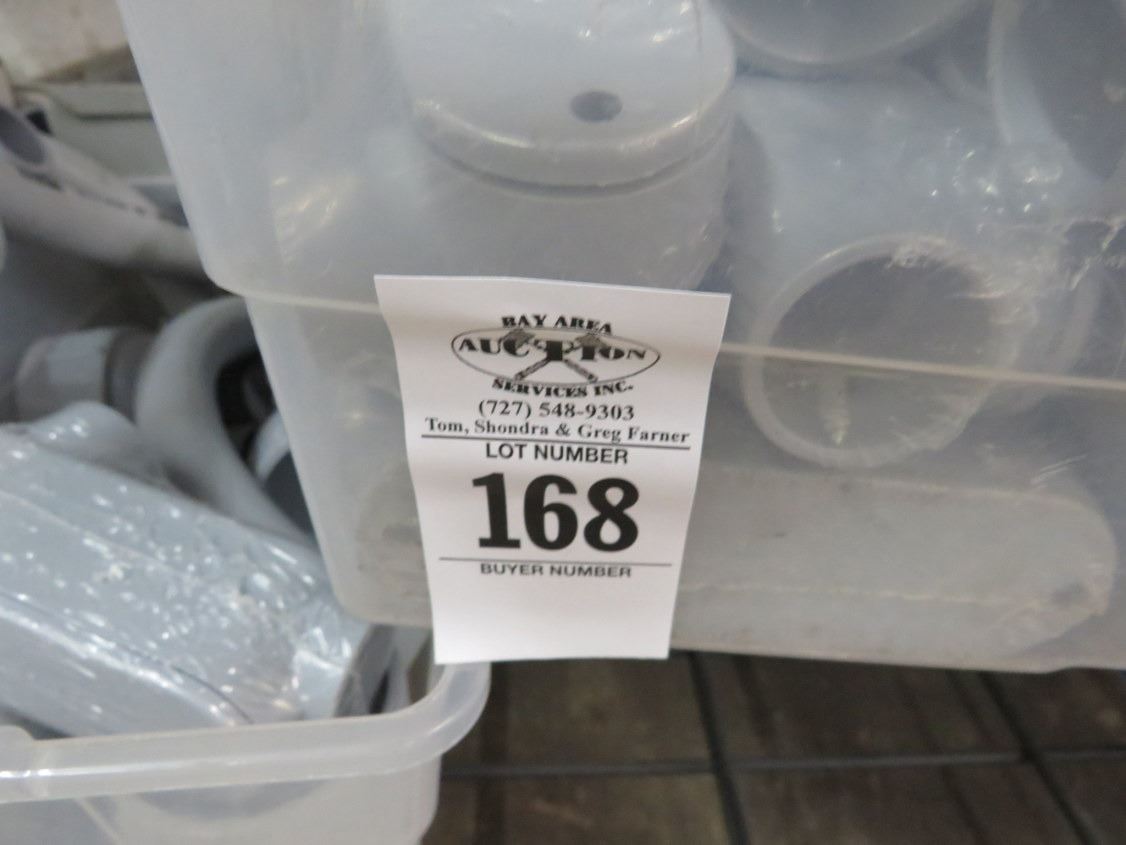 BAY AREA
AUCTION
SERVICES INC.
(727) 548-9303
Tom, Shondra & Greg Farner
LOT NUMBER
168
BUYER NUMBER